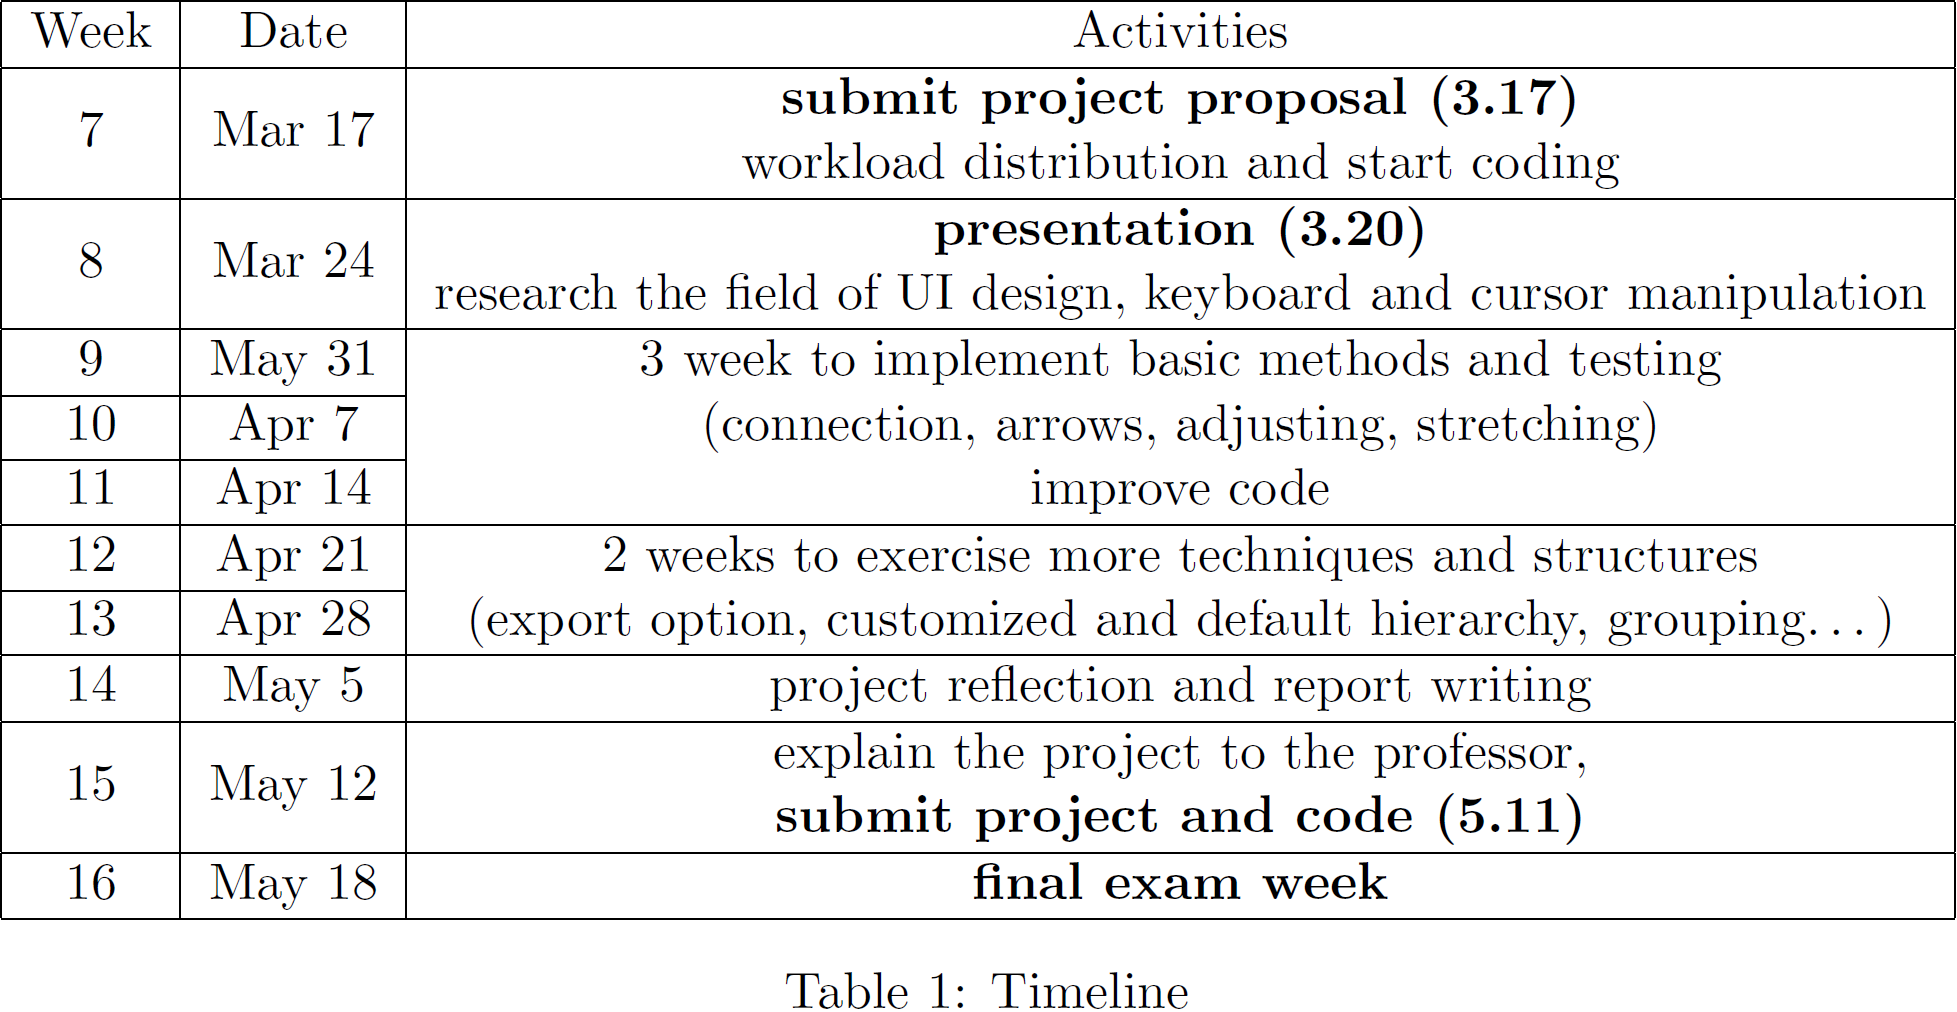 Week Date Activities
7 Mar 17 submit project proposal (3.17)
workload distribution and start coding
8 Mar 24 presentation (3.20)
research the field of UI design, keyboard and cursor manipulation
9 May 31 3 week to implement basic methods and testing
10 Apr 7 (connection, arrows, adjusting, stretching)
11 Apr 14 improve code
12 Apr 21 2 weeks to exercise more techniques and structures
13 Apr 28 (export option, customized and default hierarchy, grouping...)
14 May 5 project reflection and report writing
15 May 12 explain the project to the professor,
submit project and code (5.11)
16 May 18 final exam week
Table 1: Timeline